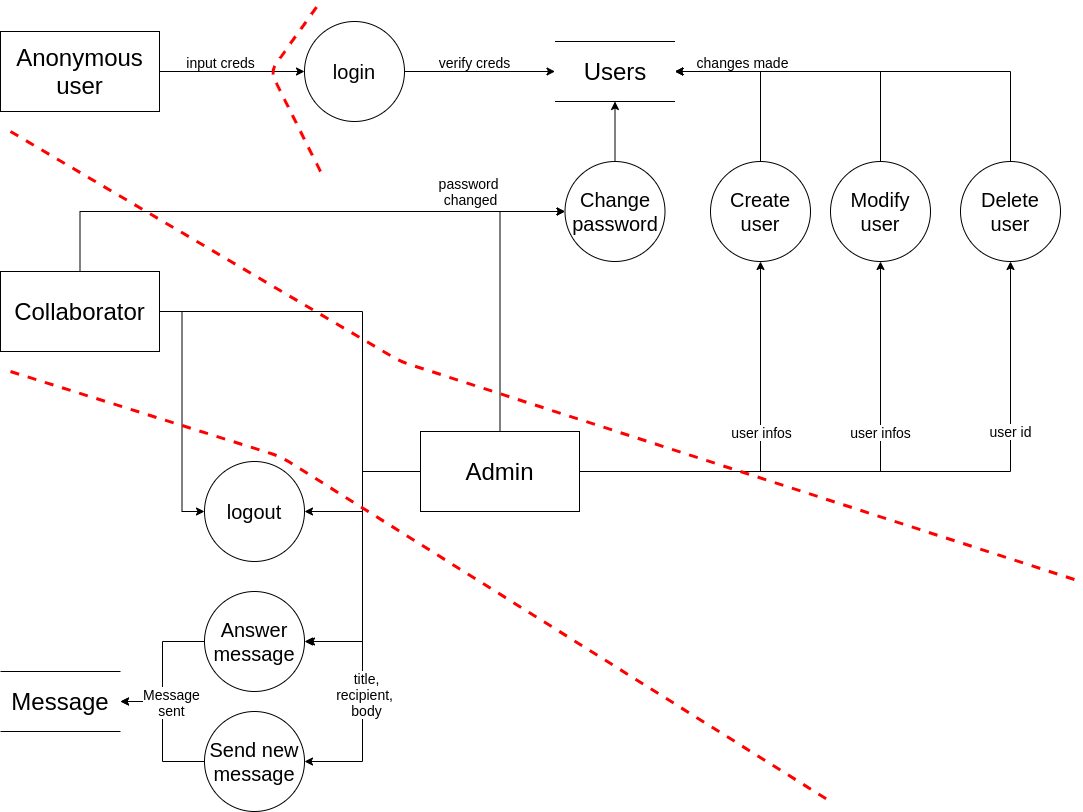 Anonymous
user
input creds
login
verify creds
Users
changes made
password
changed
Change
password
Create
user
Modify
user
Delete
user
Collaborator
user infos
user infos
user id
Admin
logout
Answer
message
title,
recipient,
body
Message
Message
sent
Send new
message